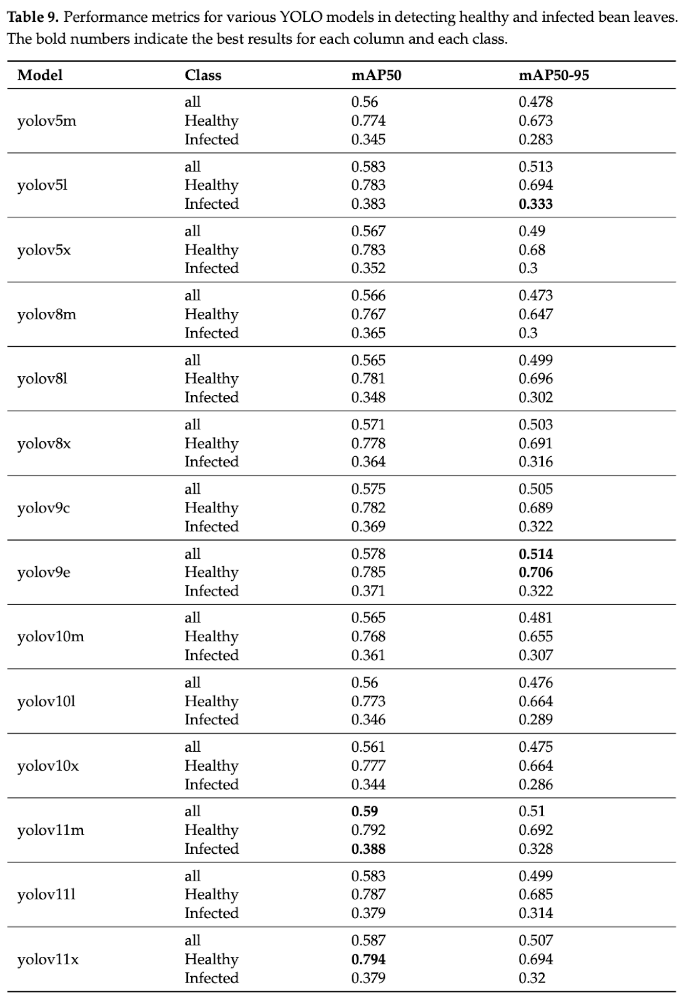 Table 9. Performance metrics for various YOLO models in detecting healthy and infected bean leaves.
The bold numbers indicate the best results for each column and each class.
Model Class mAP50 mAP50-95
all 0.56 0.478
yolov5m Healthy 0.774 0.673
Infected 0.345 0.283
all 0.583 0.513
yolov5l Healthy 0.783 0.694
Infected 0.383 0.333
all 0.567 0.49
yolov5x Healthy 0.783 0.68
Infected 0.352 0.3
all 0.566 0.473
yolov8m Healthy 0.767 0.647
Infected 0.365 0.3
all 0.565 0.499
yolov8l Healthy 0.781 0.696
Infected 0.348 0.302
all 0.571 0.503
yolov8x Healthy 0.778 0.691
Infected 0.364 0.316
all 0.575 0.505
yolov9c Healthy 0.782 0.689
Infected 0.369 0.322
all 0.578 0.514
yolov9e Healthy 0.785 0.706
Infected 0.371 0.322
all 0.565 0.481
yolov10m Healthy 0.768 0.655
Infected 0.361 0.307
all 0.56 0.476
yolov10l Healthy 0.773 0.664
Infected 0.346 0.289
all 0.561 0.475
yolov10x Healthy 0.777 0.664
Infected 0.344 0.286
all 0.59 0.51
yolov11m Healthy 0.792 0.692
Infected 0.388 0.328
all 0.583 0.499
yolov11l Healthy 0.787 0.685
Infected 0.379 0.314
all 0.587 0.507
yolov11x Healthy 0.794 0.694
Infected 0.379 0.32